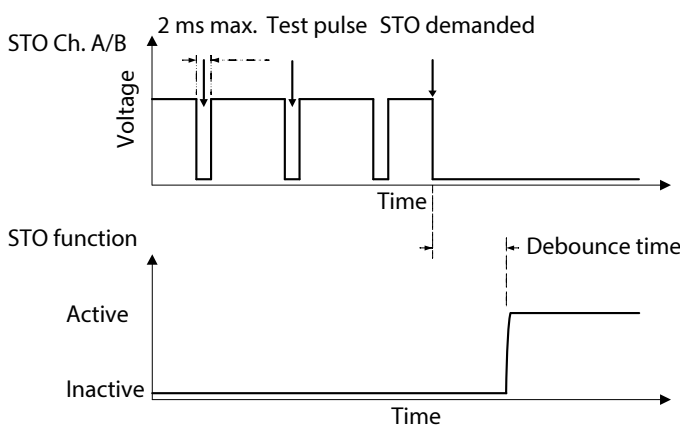 2 ms max. Test pulse STO demanded
STO Ch. A/B
Voltage
Time
STO function
Debounce time
Active
Inactive
Time